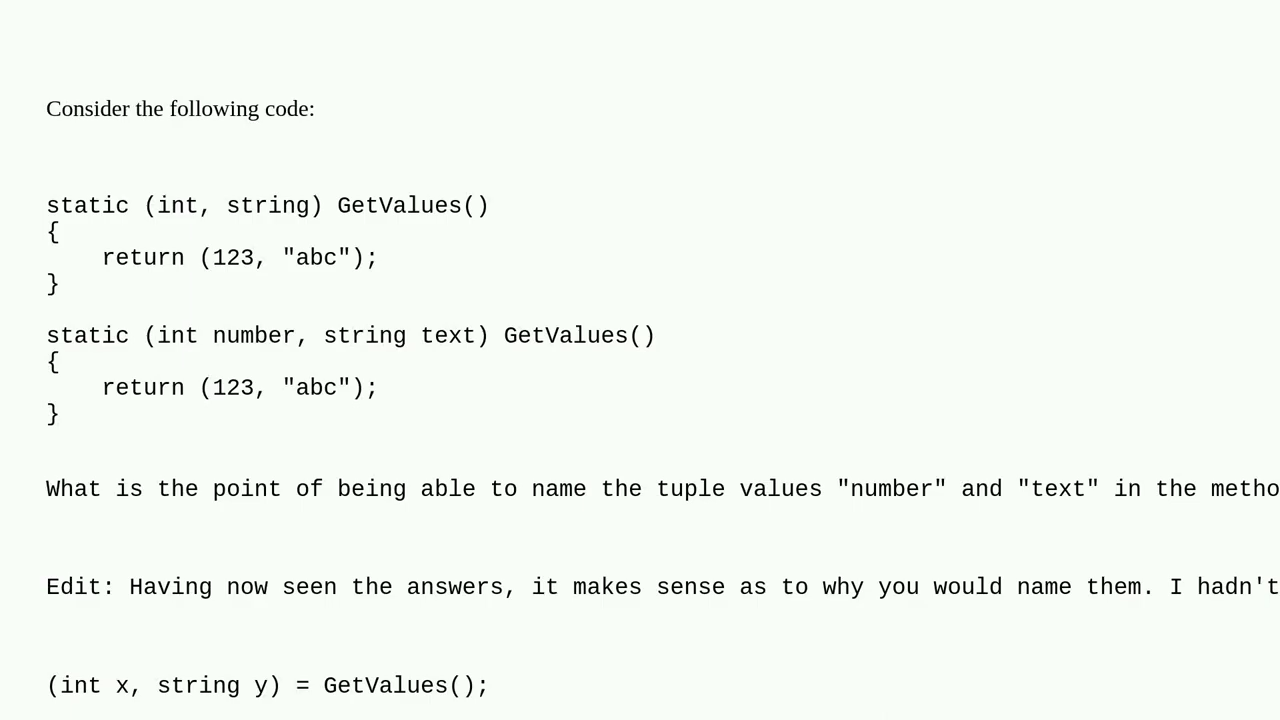 Consider the following code:
static (int, string) GetValues()
{
    return (123, "abc");
}
static (int number, string text) GetValues()
{
    return (123, "abc");
}
What is the point of being able to name the tuple values "number" and "text" in the metho
Edit: Having now seen the answers, it makes sense as to why you would name them. I hadn't
(int x, string y) = GetValues();